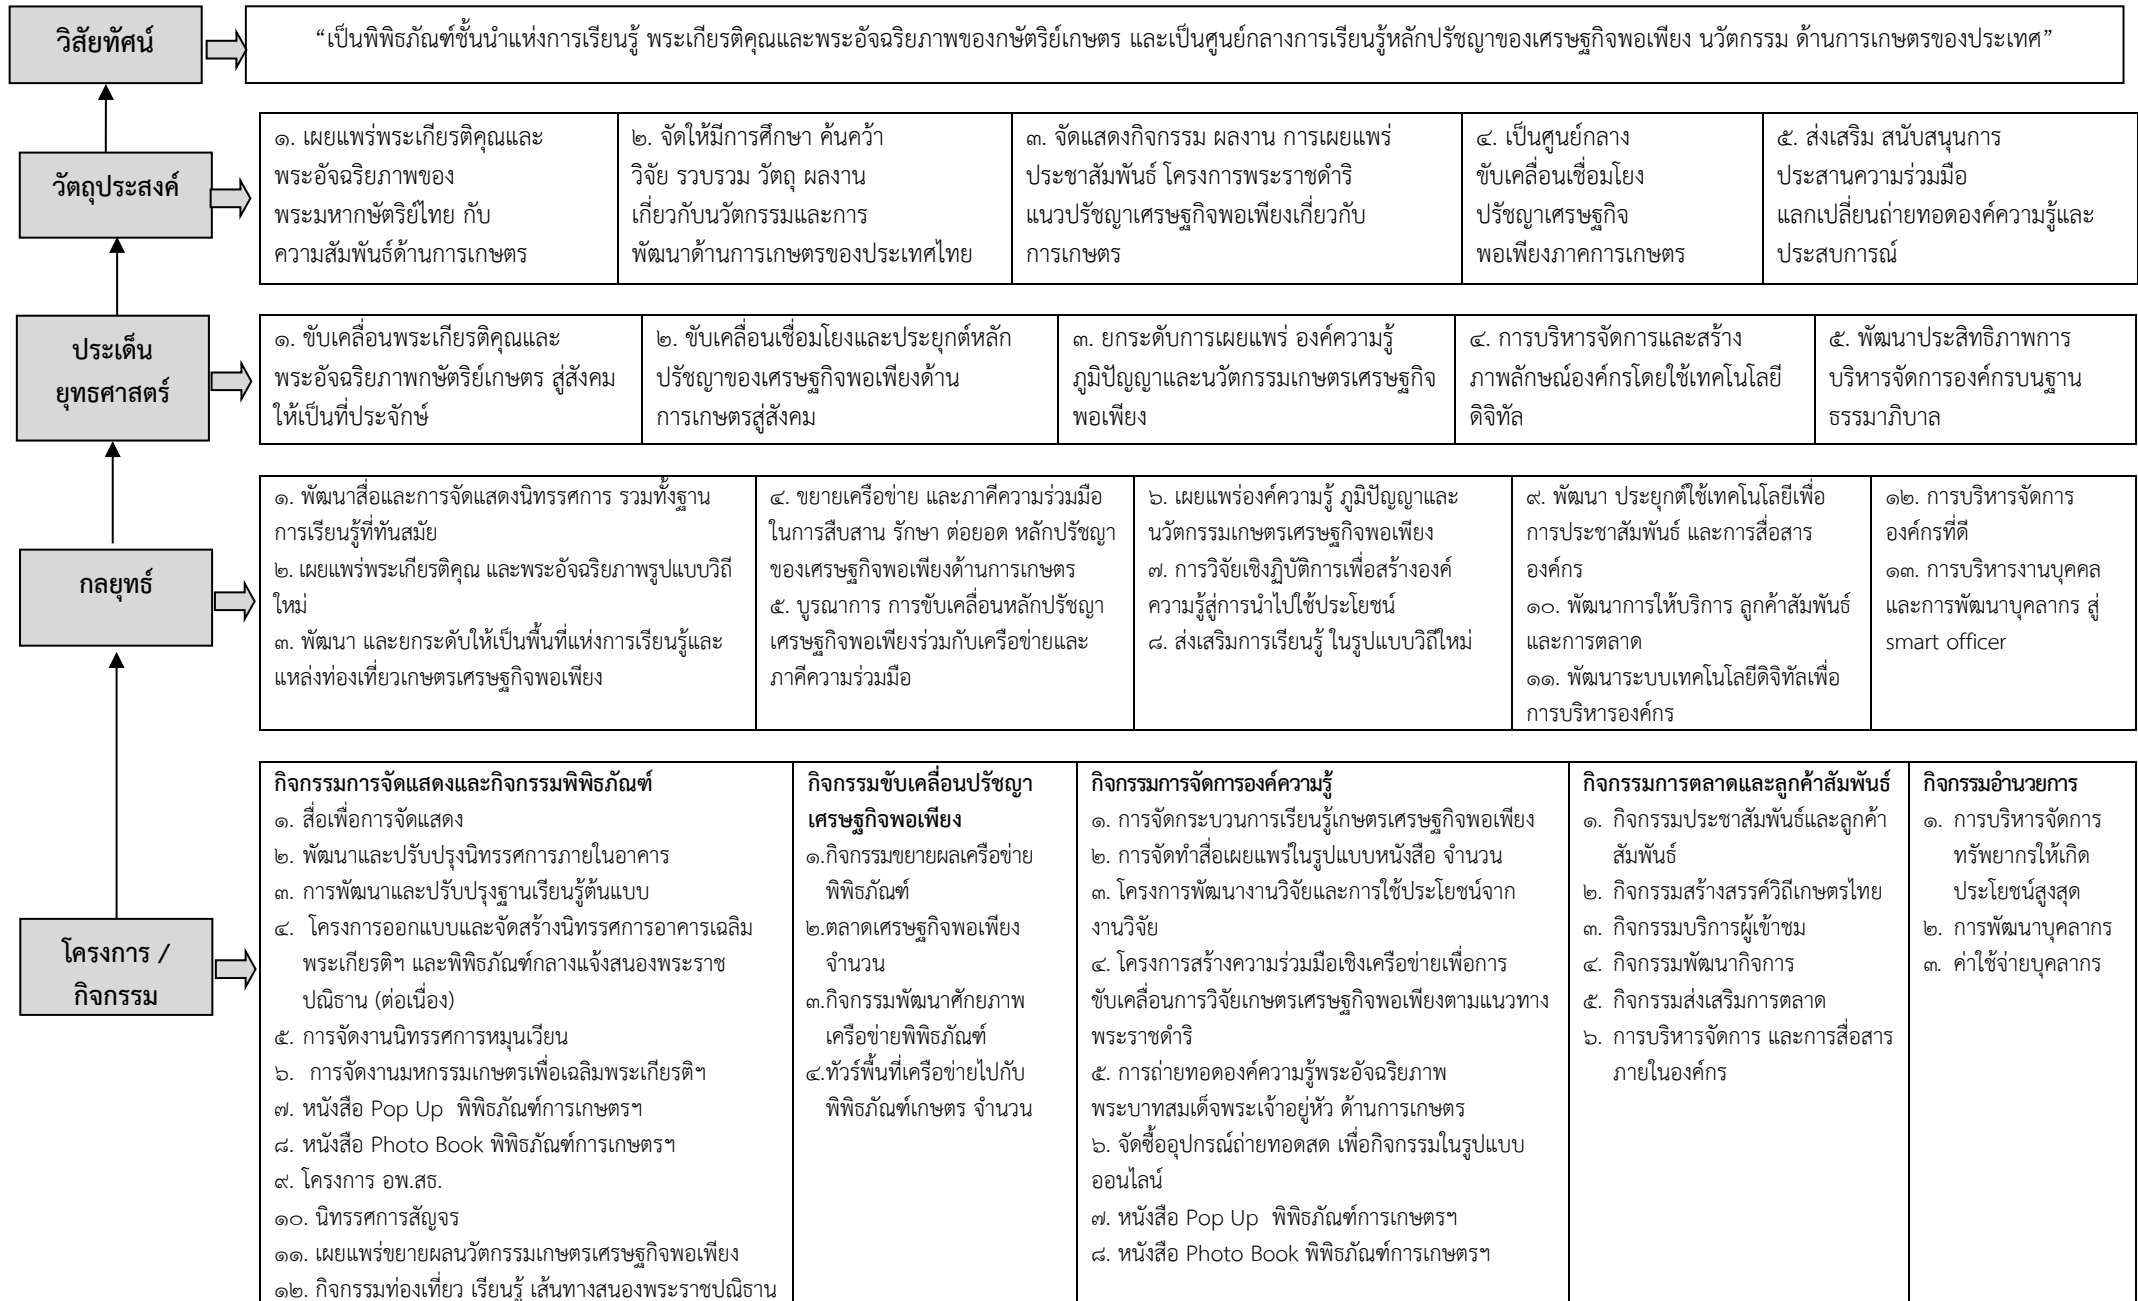 วิสัยทัศน์
“เป็นพิพิธภัณฑ์ชั้นนำแห่งการเรียนรู้ พระเกียรติคุณและพระอัจฉริยภาพของกษัตริย์เกษตร และเป็นศูนย์กลางการเรียนรู้หลักปรัชญาของเศรษฐกิจพอเพียง นวัตกรรม ด้านการเกษตรของประเทศ”
วัตถุประสงค์
๑. เผยแพร่พระเกียรติคุณและ
พระอัจฉริยภาพของ
พระมหากษัตริย์ไทย กับ
ความสัมพันธ์ด้านการเกษตร
๒. จัดให้มีการศึกษา ค้นคว้า
วิจัย รวบรวม วัตถุ ผลงาน
เกี่ยวกับนวัตกรรมและการ
พัฒนาด้านการเกษตรของประเทศไทย
๓. จัดแสดงกิจกรรม ผลงาน การเผยแพร่
ประชาสัมพันธ์ โครงการพระราชดำริ
แนวปรัชญาเศรษฐกิจพอเพียงเกี่ยวกับ
การเกษตร
๔. เป็นศูนย์กลาง
ขับเคลื่อนเชื่อมโยง
ปรัชญาเศรษฐกิจ
พอเพียงภาคการเกษตร
๕. ส่งเสริม สนับสนุนการ
ประสานความร่วมมือ
แลกเปลี่ยนถ่ายทอดองค์ความรู้และ
ประสบการณ์
ประเด็น
ยุทธศาสตร์
๑. ขับเคลื่อนพระเกียรติคุณและ
พระอัจฉริยภาพกษัตริย์เกษตร สู่สังคม
ให้เป็นที่ประจักษ์
๒. ขับเคลื่อนเชื่อมโยงและประยุกต์หลัก
ปรัชญาของเศรษฐกิจพอเพียงด้าน
การเกษตรสู่สังคม
๓. ยกระดับการเผยแพร่ องค์ความรู้
ภูมิปัญญาและนวัตกรรมเกษตรเศรษฐกิจ
พอเพียง
๔. การบริหารจัดการและสร้าง
ภาพลักษณ์องค์กรโดยใช้เทคโนโลยี
ดิจิทัล
๕. พัฒนาประสิทธิภาพการ
บริหารจัดการองค์กรบนฐาน
ธรรมาภิบาล
กลยุทธ์
๑. พัฒนาสื่อและการจัดแสดงนิทรรศการ รวมทั้งฐาน
การเรียนรู้ที่ทันสมัย
๒. เผยแพร่พระเกียรติคุณ และพระอัจฉริยภาพรูปแบบวิถี
ใหม่
๓. พัฒนา และยกระดับให้เป็นพื้นที่แห่งการเรียนรู้และ
แหล่งท่องเที่ยวเกษตรเศรษฐกิจพอเพียง
๔. ขยายเครือข่าย และภาคีความร่วมมือ
ในการสืบสาน รักษา ต่อยอด หลักปรัชญา
ของเศรษฐกิจพอเพียงด้านการเกษตร
๕. บูรณาการ การขับเคลื่อนหลักปรัชญา
เศรษฐกิจพอเพียงร่วมกับเครือข่ายและ
ภาคีความร่วมมือ
๖. เผยแพร่องค์ความรู้ ภูมิปัญญาและ
นวัตกรรมเกษตรเศรษฐกิจพอเพียง
๗. การวิจัยเชิงฏิบัติการเพื่อสร้างองค์
ความรู้สู่การนำไปใช้ประโยชน์
๘. ส่งเสริมการเรียนรู้ ในรูปแบบวิถีใหม่
๙. พัฒนา ประยุกต์ใช้เทคโนโลยีเพื่อ
การประชาสัมพันธ์ และการสื่อสาร
องค์กร
๑๐. พัฒนาการให้บริการ ลูกค้าสัมพันธ์
และการตลาด
๑๑. พัฒนาระบบเทคโนโลยีดิจิทัลเพื่อ
การบริหารองค์กร
๑๒. การบริหารจัดการ
องค์กรที่ดี
๑๓. การบริหารงานบุคคล
และการพัฒนาบุคลากร สู่
smart officer
โครงการ /
กิจกรรม
กิจกรรมการจัดแสดงและกิจกรรมพิพิธภัณฑ์
๑. สื่อเพื่อการจัดแสดง
๒. พัฒนาและปรับปรุงนิทรรศการภายในอาคาร
๓. การพัฒนาและปรับปรุงฐานเรียนรู้ต้นแบบ
๔. โครงการออกแบบและจัดสร้างนิทรรศการอาคารเฉลิม
พระเกียรติฯ และพิพิธภัณฑ์กลางแจ้งสนองพระราช
ปณิธาน (ต่อเนื่อง)
๕. การจัดงานนิทรรศการหมุนเวียน
๖. การจัดงานมหกรรมเกษตรเพื่อเฉลิมพระเกียรติฯ
๗. หนังสือ Pop Up พิพิธภัณฑ์การเกษตรฯ
๘. หนังสือ Photo Book พิพิธภัณฑ์การเกษตรฯ
๙. โครงการ อพ.สธ.
๑๐. นิทรรศการสัญจร
๑๑. เผยแพร่ขยายผลนวัตกรรมเกษตรเศรษฐกิจพอเพียง
๑๒. กิจกรรมท่องเที่ยว เรียนรู้ เส้นทางสนองพระราชปณิธาน
กิจกรรมขับเคลื่อนปรัชญา
เศรษฐกิจพอเพียง
๑.กิจกรรมขยายผลเครือข่าย
พิพิธภัณฑ์
๒.ตลาดเศรษฐกิจพอเพียง
จำนวน
๓.กิจกรรมพัฒนาศักยภาพ
เครือข่ายพิพิธภัณฑ์
๔.ทัวร์พื้นที่เครือข่ายไปกับ
พิพิธภัณฑ์เกษตร จำนวน
กิจกรรมการจัดการองค์ความรู้
๑. การจัดกระบวนการเรียนรู้เกษตรเศรษฐกิจพอเพียง
๒. การจัดทำสื่อเผยแพร่ในรูปแบบหนังสือ จำนวน
๓. โครงการพัฒนางานวิจัยและการใช้ประโยชน์จาก
งานวิจัย
๔. โครงการสร้างความร่วมมือเชิงเครือข่ายเพื่อการ
ขับเคลื่อนการวิจัยเกษตรเศรษฐกิจพอเพียงตามแนวทาง
พระราชดำริ
๕. การถ่ายทอดองค์ความรู้พระอัจฉริยภาพ
พระบาทสมเด็จพระเจ้าอยู่หัว ด้านการเกษตร
๖. จัดซื้ออุปกรณ์ถ่ายทอดสด เพื่อกิจกรรมในรูปแบบ
ออนไลน์
๗. หนังสือ Pop Up พิพิธภัณฑ์การเกษตรฯ
๘. หนังสือ Photo Book พิพิธภัณฑ์การเกษตรฯ
กิจกรรมการตลาดและลูกค้าสัมพันธ์
๑. กิจกรรมประชาสัมพันธ์และลูกค้า
สัมพันธ์
๒. กิจกรรมสร้างสรรค์วิถีเกษตรไทย
๓. กิจกรรมบริการผู้เข้าชม
๔. กิจกรรมพัฒนากิจการ
๕. กิจกรรมส่งเสริมการตลาด
๖. การบริหารจัดการ และการสื่อสาร
ภายในองค์กร
กิจกรรมอำนวยการ
๑. การบริหารจัดการ
ทรัพยากรให้เกิด
ประโยชน์สูงสุด
๒. การพัฒนาบุคลากร
๓. ค่าใช้จ่ายบุคลากร